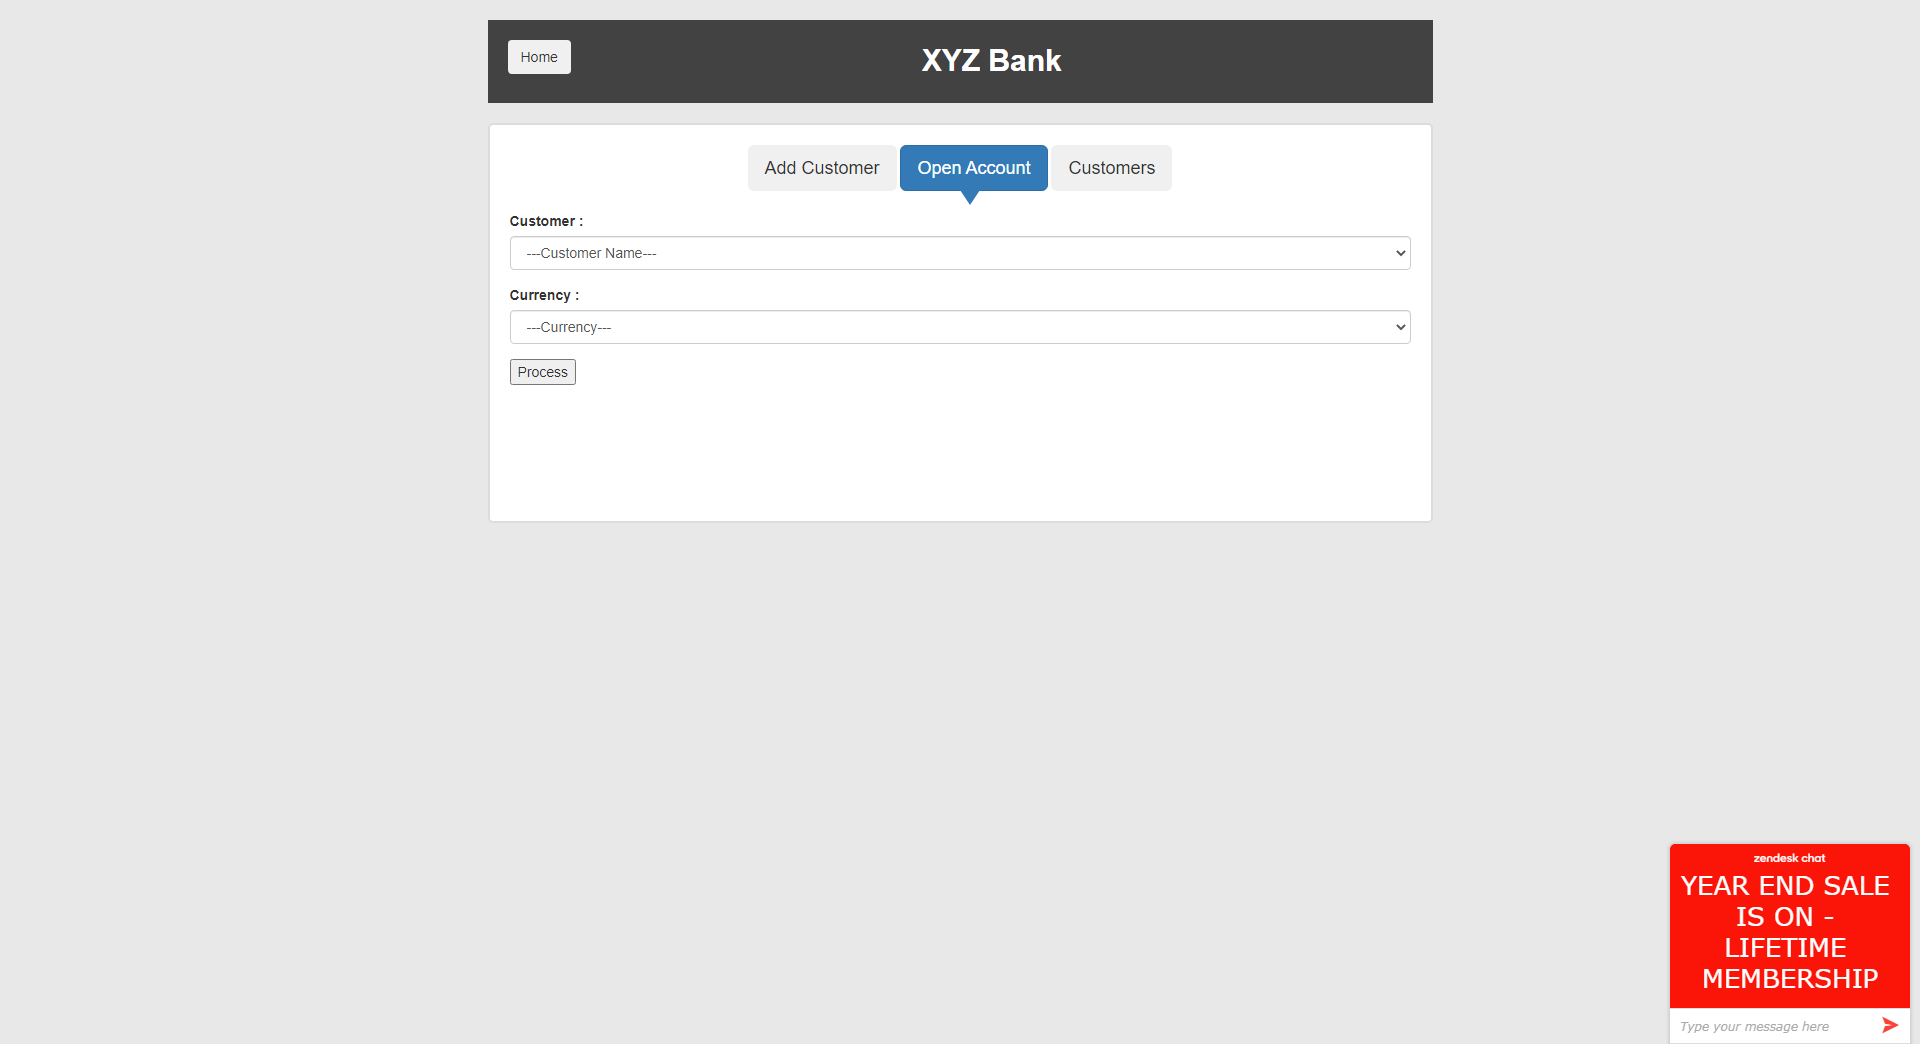 Home
XYZ Bank
Add Customer
Open Account
Customers
Customer :
---Customer Name---
Currency :
---Currency---
Process
zendesk chat
YEAR END SALE
IS ON -
LIFETIME
MEMBERSHIP
Type your message here